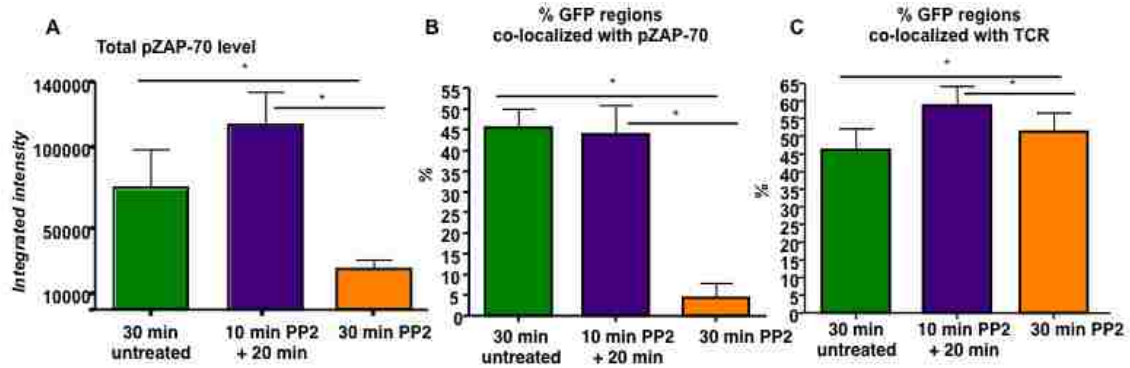 A
Total pZAP-70 level
*
*
140000
100000
50000
10000
Integrated intensity
30 min
untreated
10 min PP2
+ 20 min
30 min PP2
B
% GFP regions
co-localized with pZAP-70
*
*
55
50
45
40
35
30
25
20
15
10
5
0
%
30 min
untreated
10 min PP2
+ 20 min
30 min PP2
C
% GFP regions
co-localized with TCR
*
*
65
60
55
50
45
40
35
30
25
20
15
10
5
0
%
30 min
untreated
10 min PP2
+ 20 min
30 min PP2